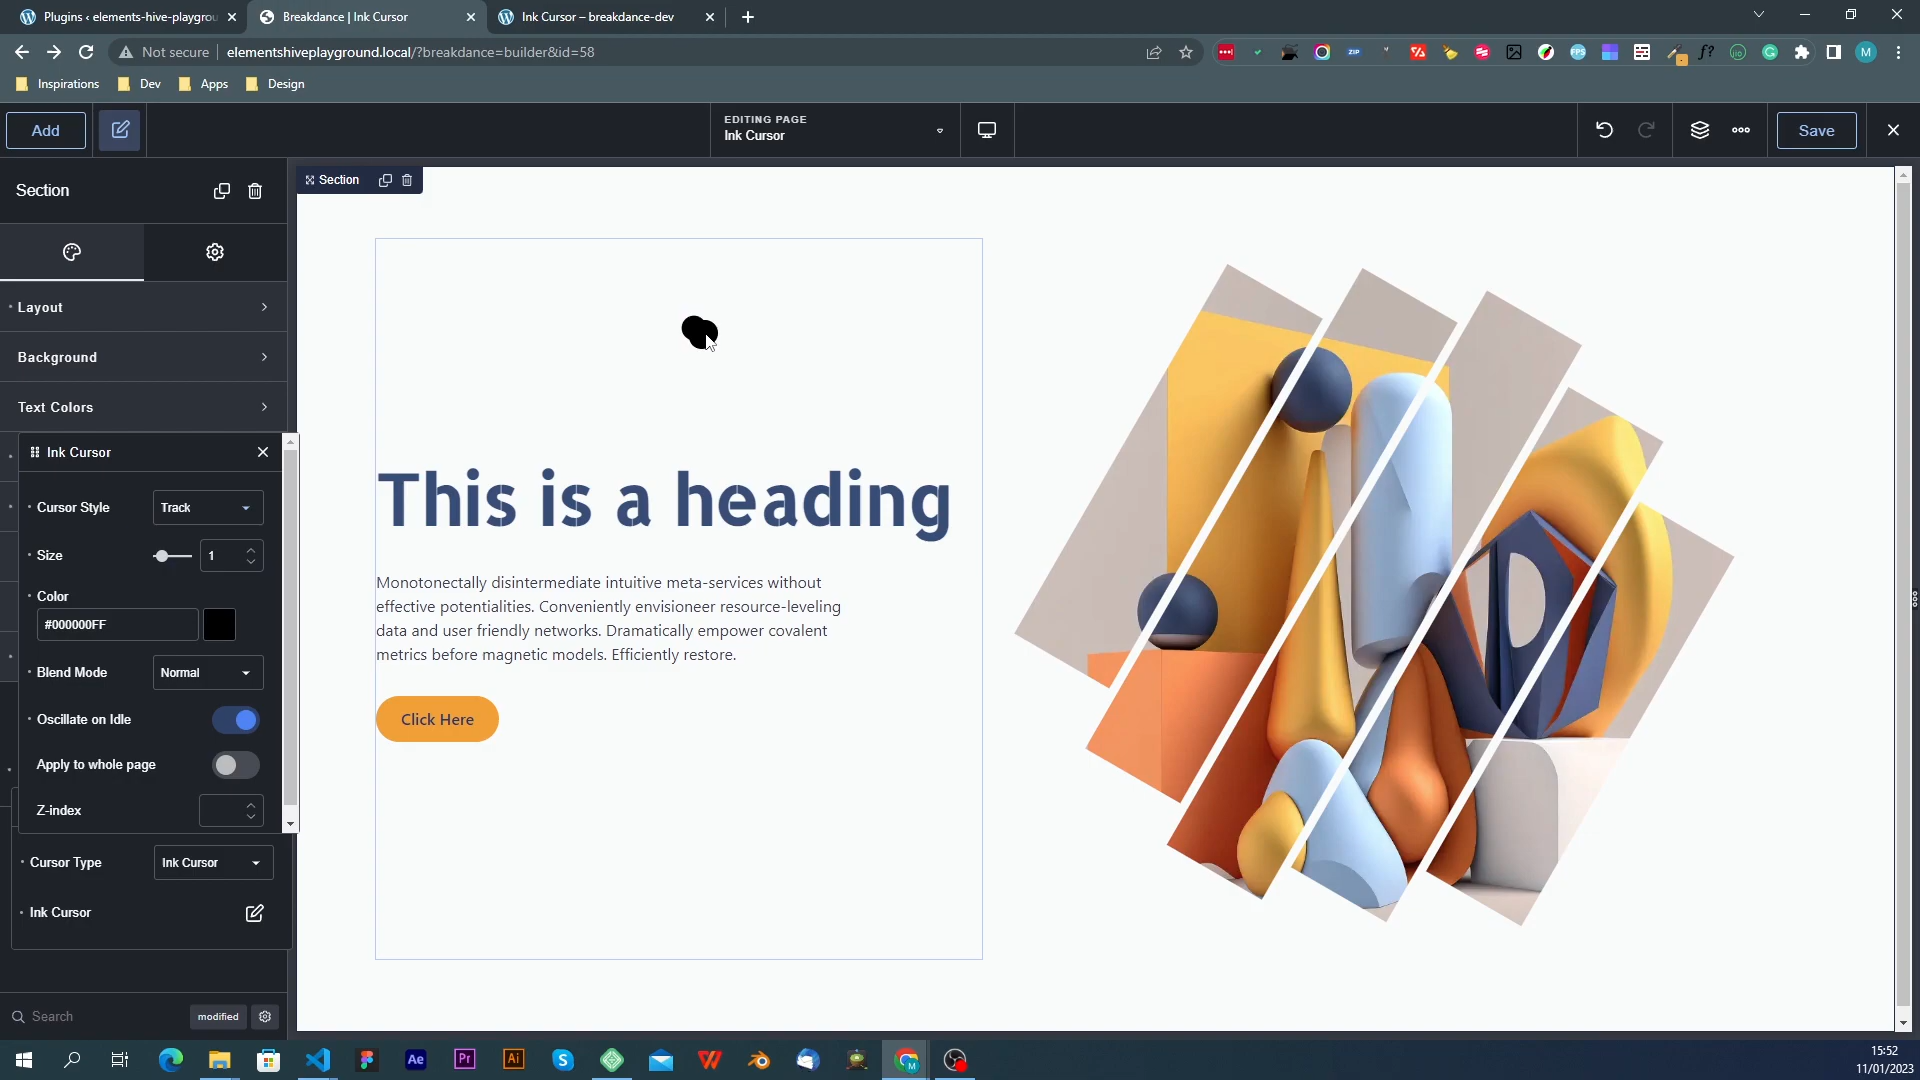 Plugins ‹ elements-hive-playgrou
Breakdance | Ink Cursor
Ink Cursor – breakdance-dev
Not secure
elementshiveplayground.local/?breakdance=builder&id=58
Inspirations
Dev
Apps
Design
Add
EDITING PAGE
Ink Cursor
Save
Section
Section
Layout
Background
Text Colors
Ink Cursor
Cursor Style
Track
Size
1
Color
#000000FF
Blend Mode
Normal
Oscillate on Idle
Apply to whole page
Z-index
Cursor Type
Ink Cursor
Ink Cursor
Search
modified
This is a heading
Monotonectally disintermediate intuitive meta-services without
effective potentialities. Conveniently envisioneer resource-leveling
data and user friendly networks. Dramatically empower covalent
metrics before magnetic models. Efficiently restore.
Click Here
ZIP
FPS
f?
M
Ae
Pr
Ai
S
M
15:52
11/01/2023